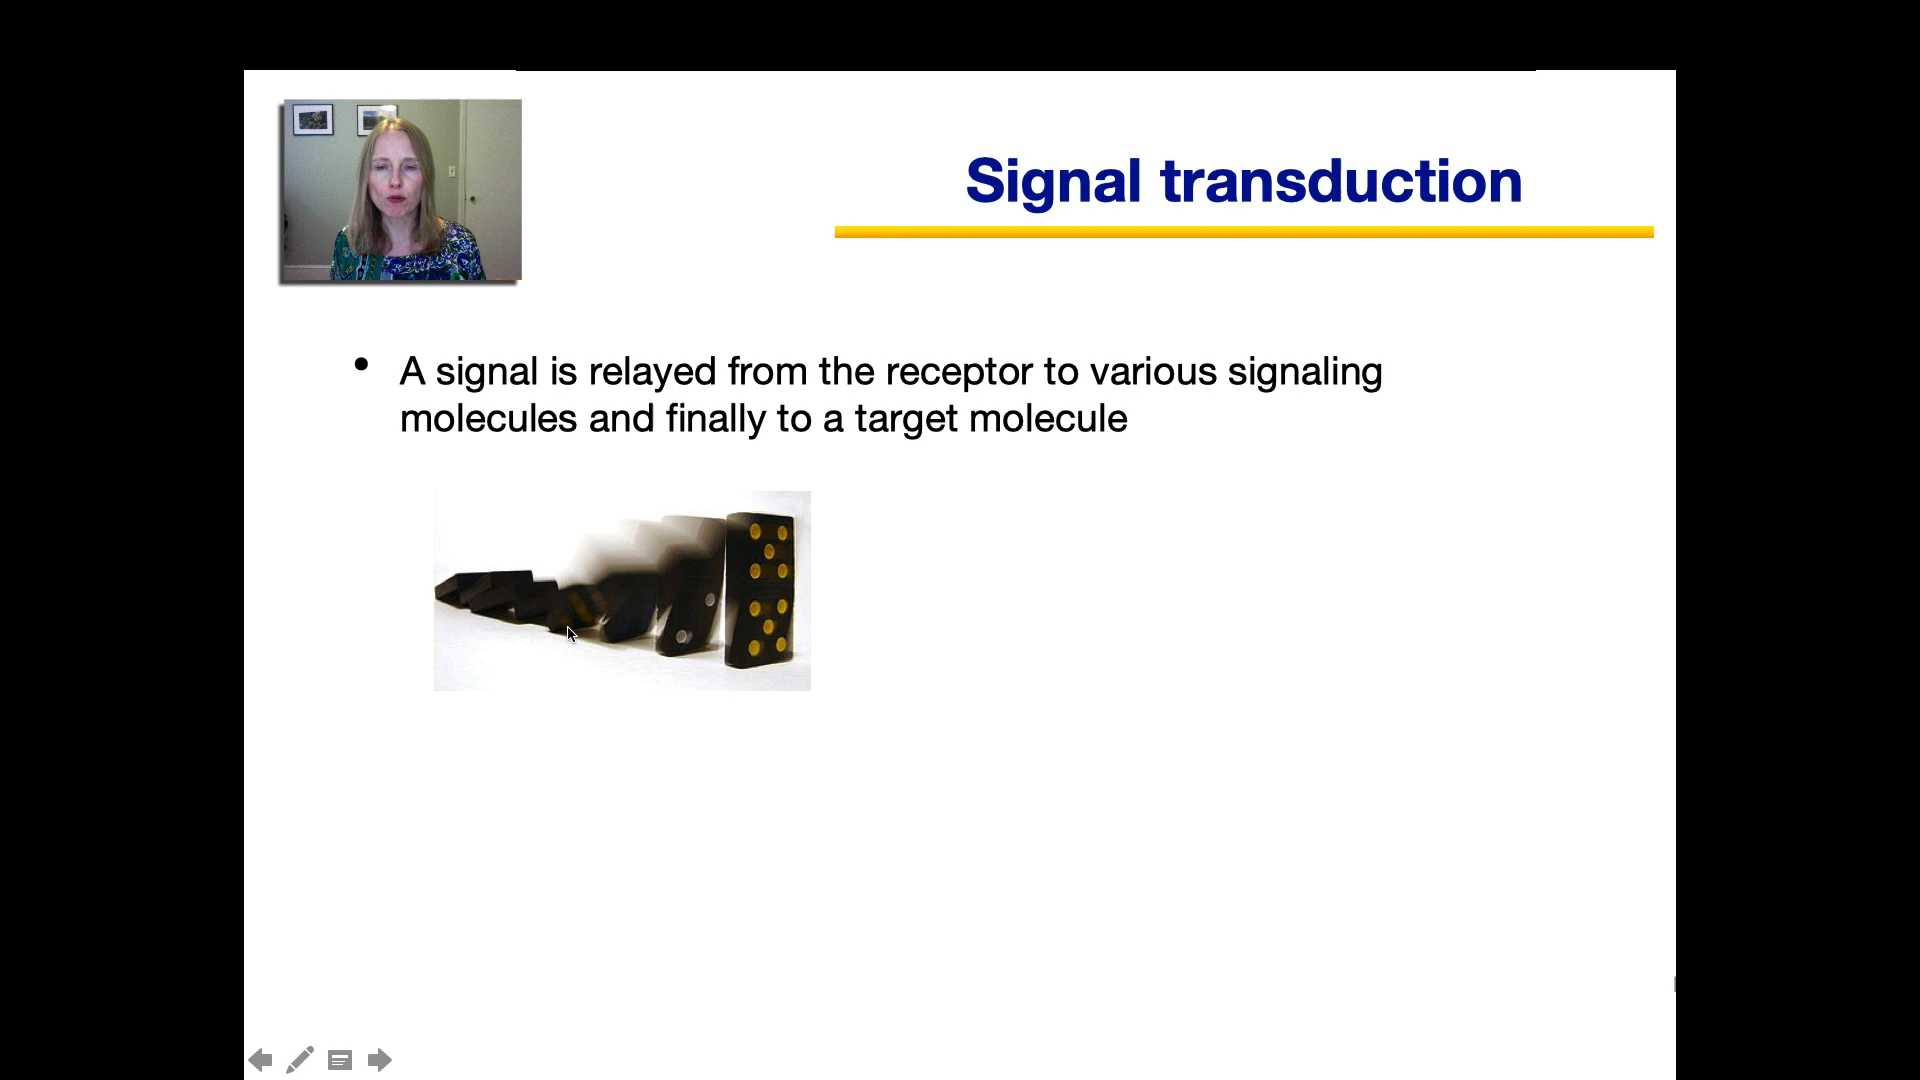 Signal transduction
• A signal is relayed from the receptor to various signaling
molecules and finally to a target molecule